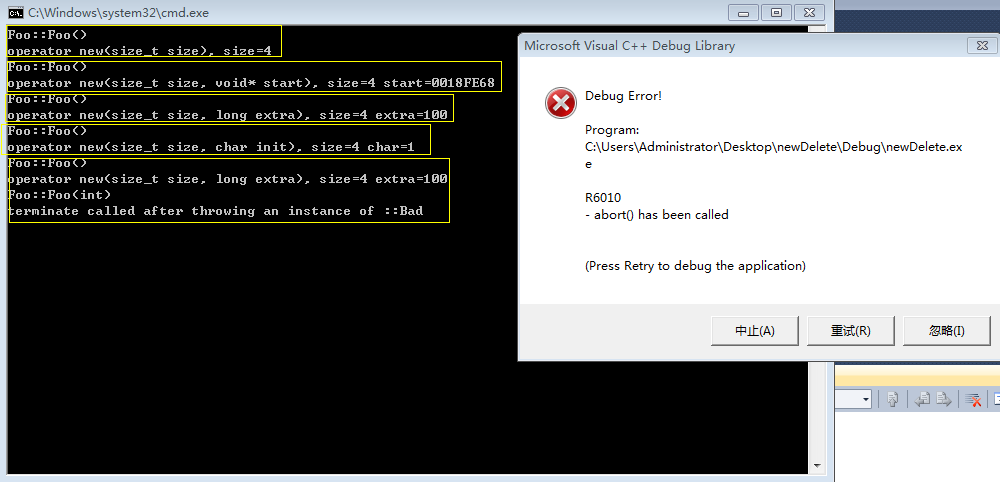 C:\Windows\system32\cmd.exe
Foo::Foo()
operator new(size_t size), size=4
Foo::Foo()
operator new(size_t size, void* start), size=4 start=0018FE68
Foo::Foo()
operator new(size_t size, long extra), size=4 extra=100
Foo::Foo()
operator new(size_t size, char init), size=4 char=1
Foo::Foo()
operator new(size_t size, long extra), size=4 extra=100
Foo::Foo(int)
terminate called after throwing an instance of ::Bad
Microsoft Visual C++ Debug Library
Debug Error!
Program:
C:\Users\Administrator\Desktop\newDelete\Debug\newDelete.ex
e
R6010
- abort() has been called
(Press Retry to debug the application)
中止(A)
重试(R)
忽略(I)